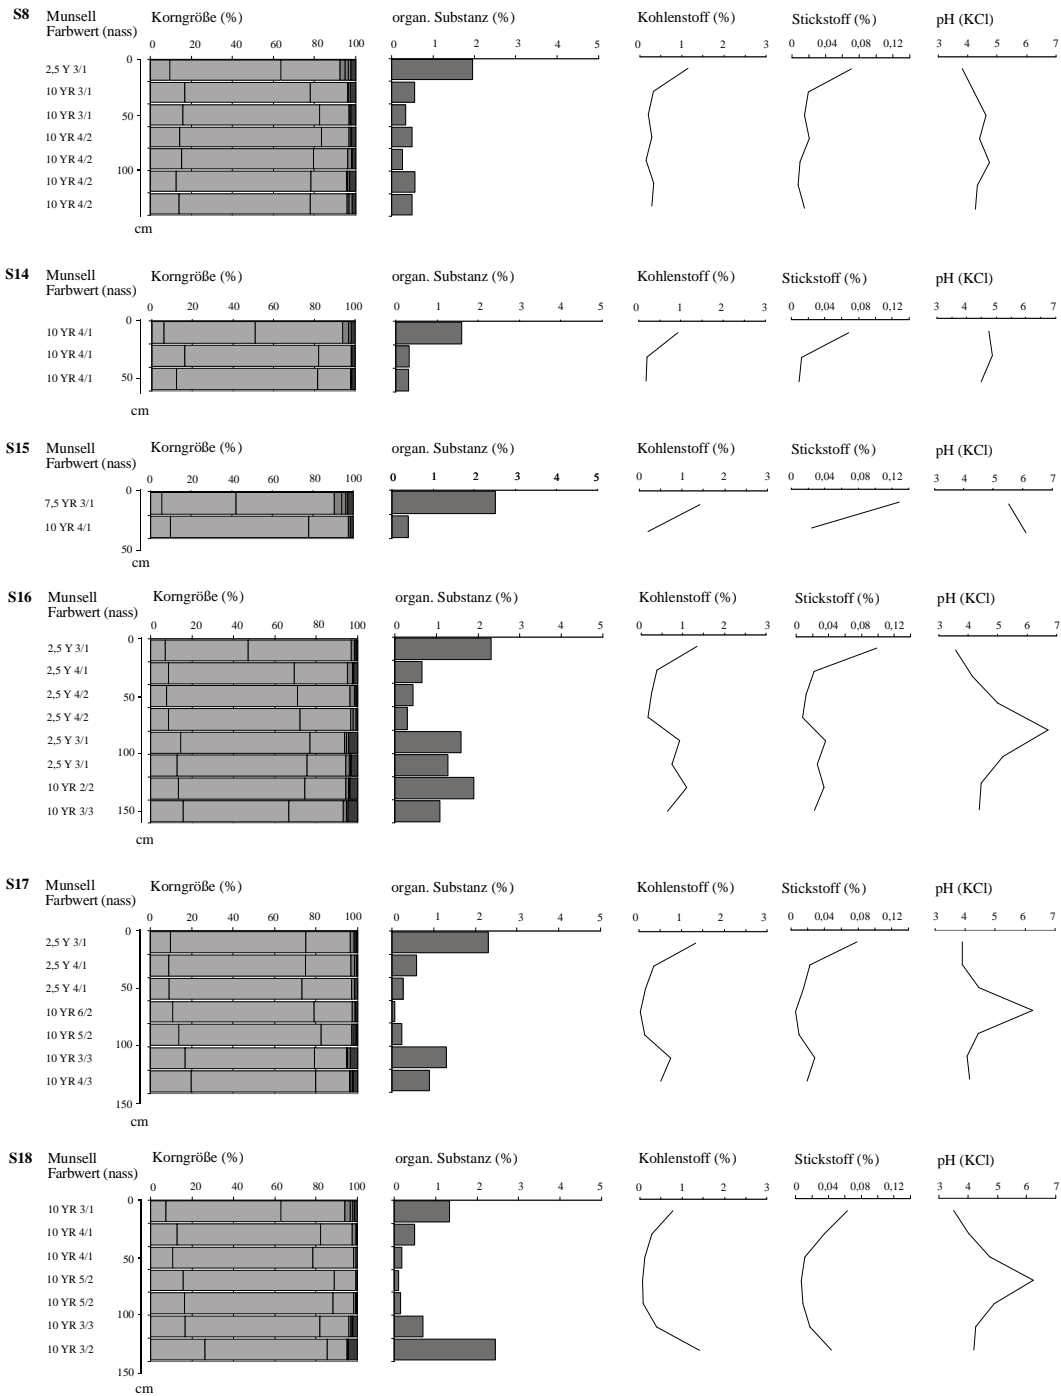 S8 Munsell Korngröße (%) organ. Substanz (%) Kohlenstoff (%) Stickstoff (%) pH (KCl)
Farbwert (nass)
0 20 40 60 80 100 0 1 2 3 4 5 0 1 2 3 0 0,04 0,08 0,12 3 4 5 6 7
0
2,5 Y 3/1
10 YR 3/1
10 YR 3/1
50
10 YR 4/2
10 YR 4/2
100
10 YR 4/2
10 YR 4/2
cm
S14 Munsell Korngröße (%) organ. Substanz (%) Kohlenstoff (%) Stickstoff (%) pH (KCl)
Farbwert (nass)
0 20 40 60 80 100 0 1 2 3 4 5 0 1 2 3 0 0,04 0,08 0,12 3 4 5 6 7
0
10 YR 4/1
10 YR 4/1
50
10 YR 4/1
cm
S15 Munsell Korngröße (%) organ. Substanz (%) Kohlenstoff (%) Stickstoff (%) pH (KCl)
Farbwert (nass)
0 20 40 60 80 100 0 1 2 3 4 5 0 1 2 3 0 0,04 0,08 0,12 3 4 5 6 7
0
7,5 YR 3/1
10 YR 4/1
50
cm
S16 Munsell Korngröße (%) organ. Substanz (%) Kohlenstoff (%) Stickstoff (%) pH (KCl)
Farbwert (nass)
0 20 40 60 80 100 0 1 2 3 4 5 0 1 2 3 0 0,04 0,08 0,12 3 4 5 6 7
0
2,5 Y 3/1
2,5 Y 4/1
2,5 Y 4/2
50
2,5 Y 4/2
2,5 Y 3/1
100
2,5 Y 3/1
10 YR 2/2
10 YR 3/3
150
cm
S17 Munsell Korngröße (%) organ. Substanz (%) Kohlenstoff (%) Stickstoff (%) pH (KCl)
Farbwert (nass)
0 20 40 60 80 100 0 1 2 3 4 5 0 1 2 3 0 0,04 0,08 0,12 3 4 5 6 7
0
2,5 Y 3/1
2,5 Y 4/1
2,5 Y 4/1
50
10 YR 6/2
10 YR 5/2
100
10 YR 3/3
10 YR 4/3
150
cm
S18 Munsell Korngröße (%) organ. Substanz (%) Kohlenstoff (%) Stickstoff (%) pH (KCl)
Farbwert (nass)
0 20 40 60 80 100 0 1 2 3 4 5 0 1 2 3 0 0,04 0,08 0,12 3 4 5 6 7
0
10 YR 3/1
10 YR 4/1
10 YR 4/1
50
10 YR 5/2
10 YR 5/2
100
10 YR 3/3
10 YR 3/2
150
cm